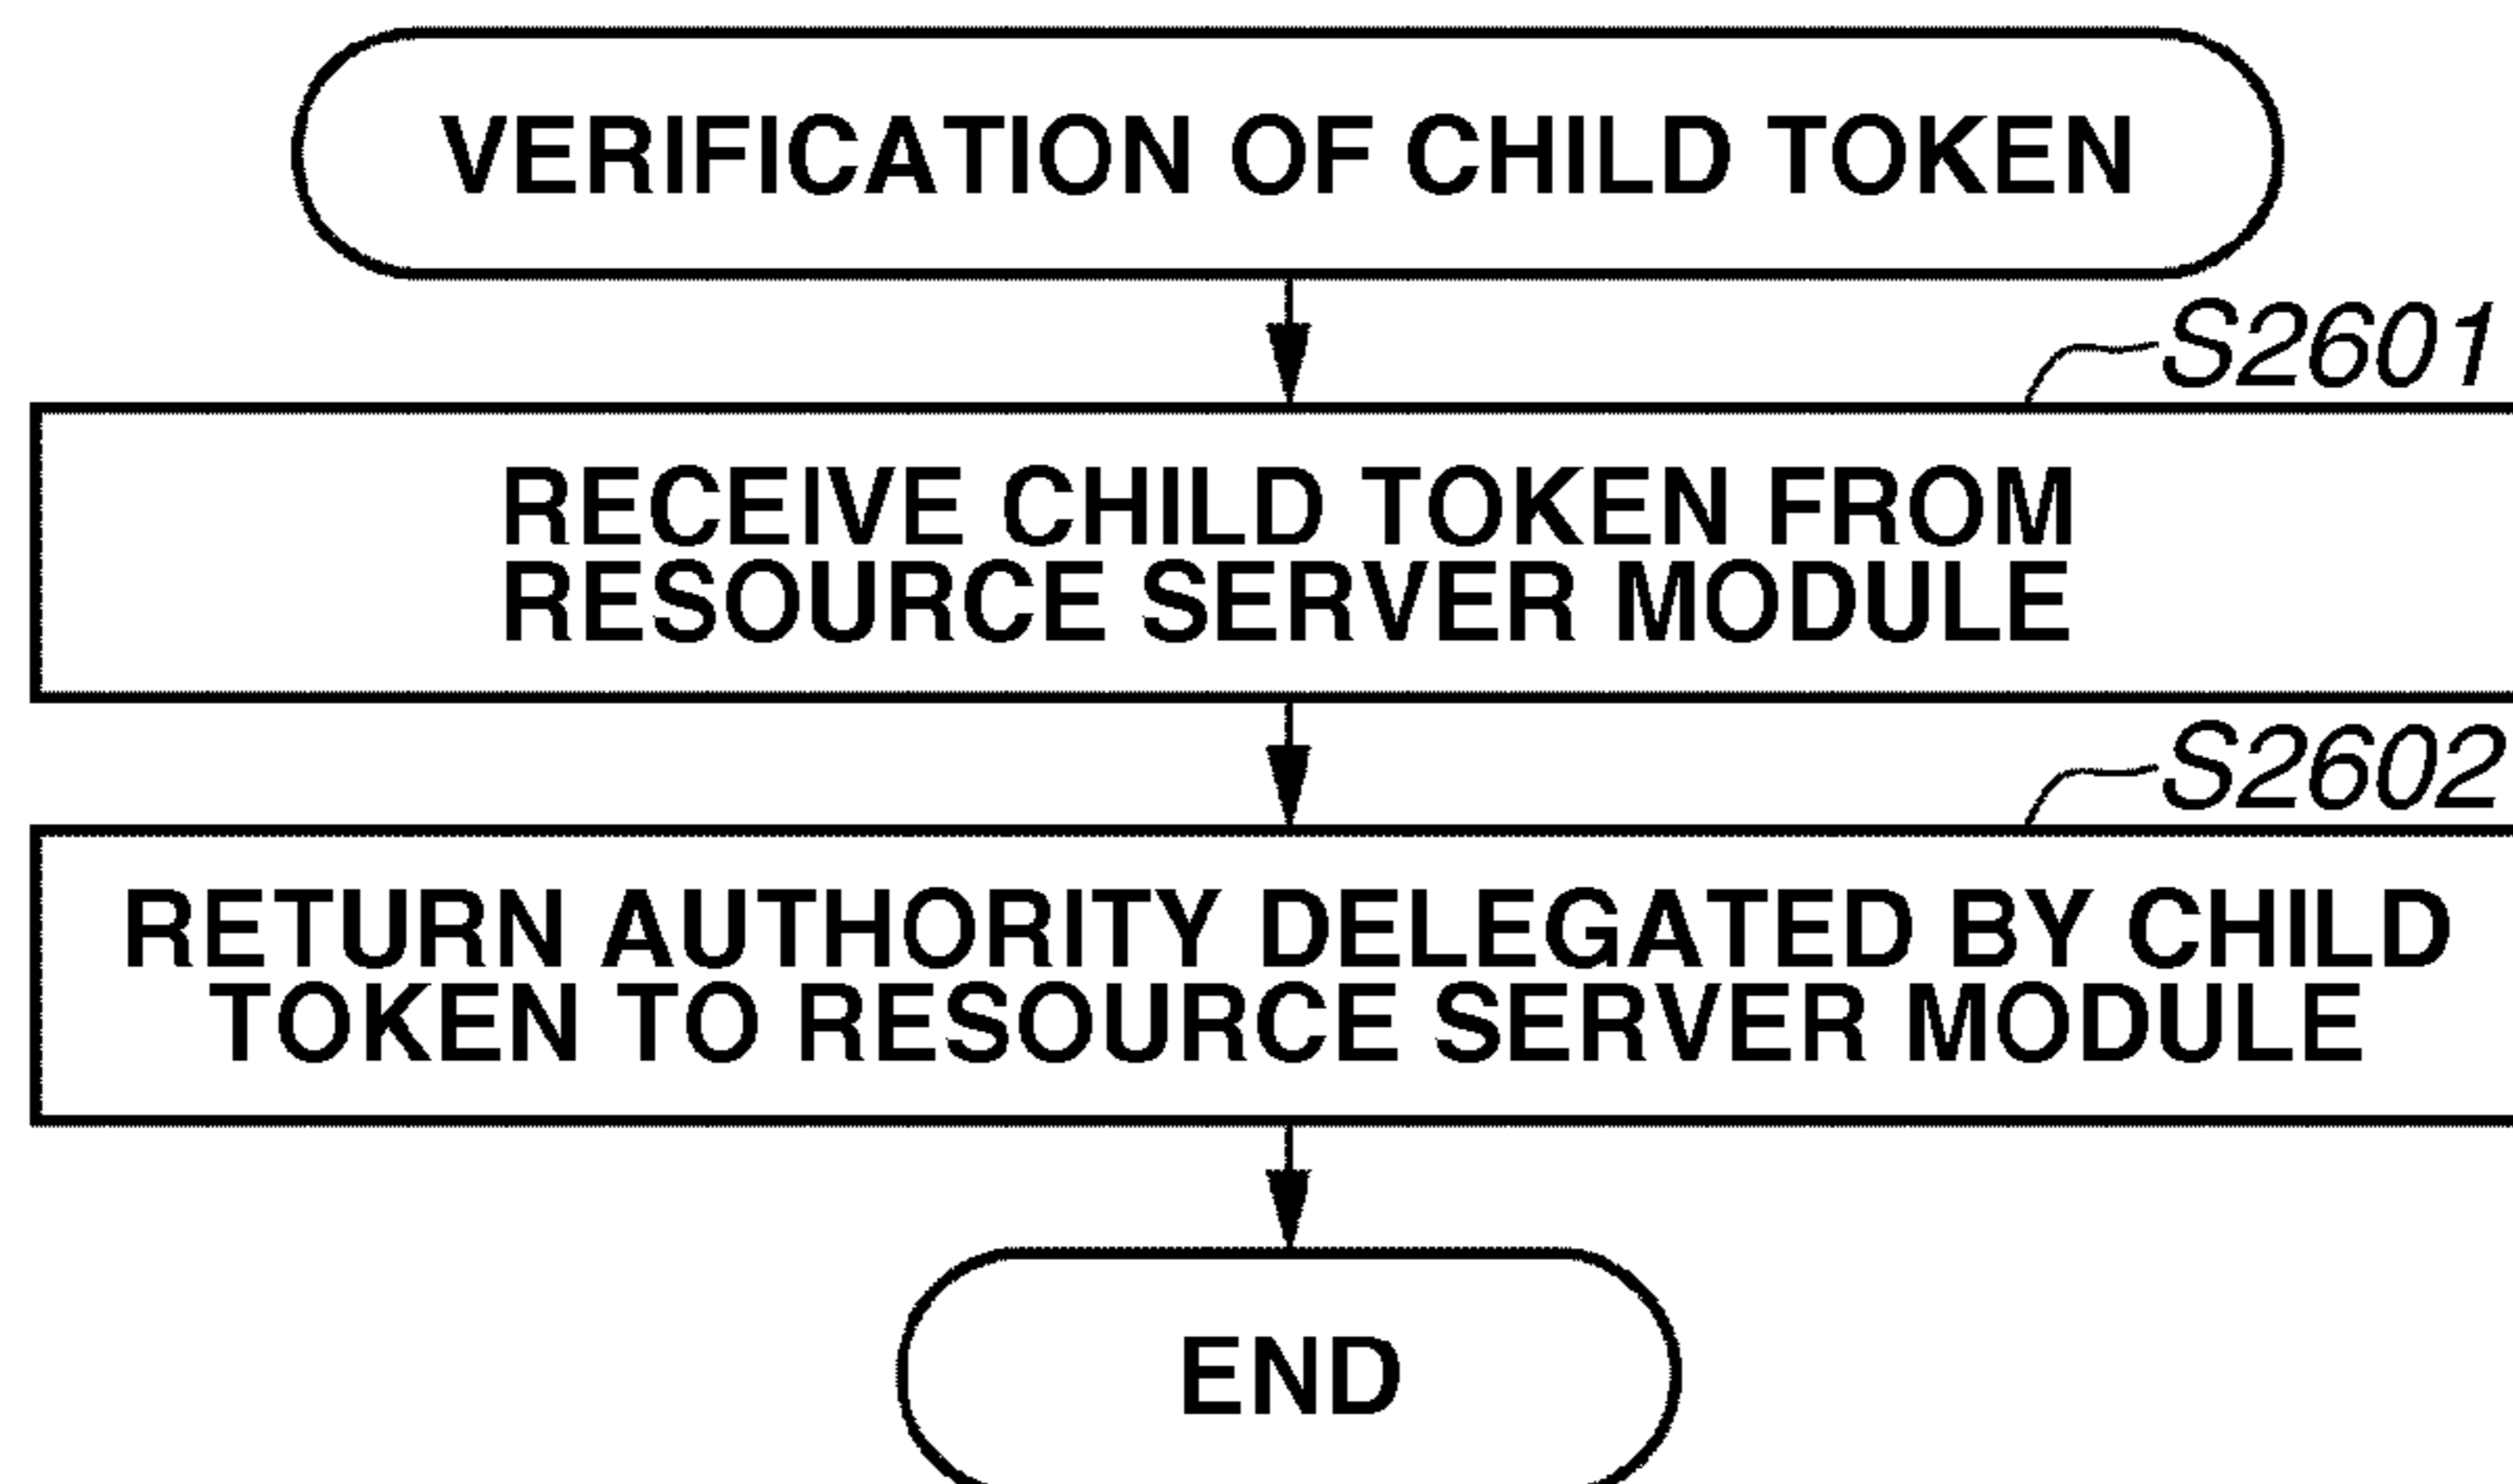 VERIFICATION OF CHILD TOKEN
S2601
RECEIVE CHILD TOKEN FROM
RESOURCE SERVER MODULE
S2602
RETURN AUTHORITY DELEGATED BY CHILD
TOKEN TO RESOURCE SERVER MODULE
END